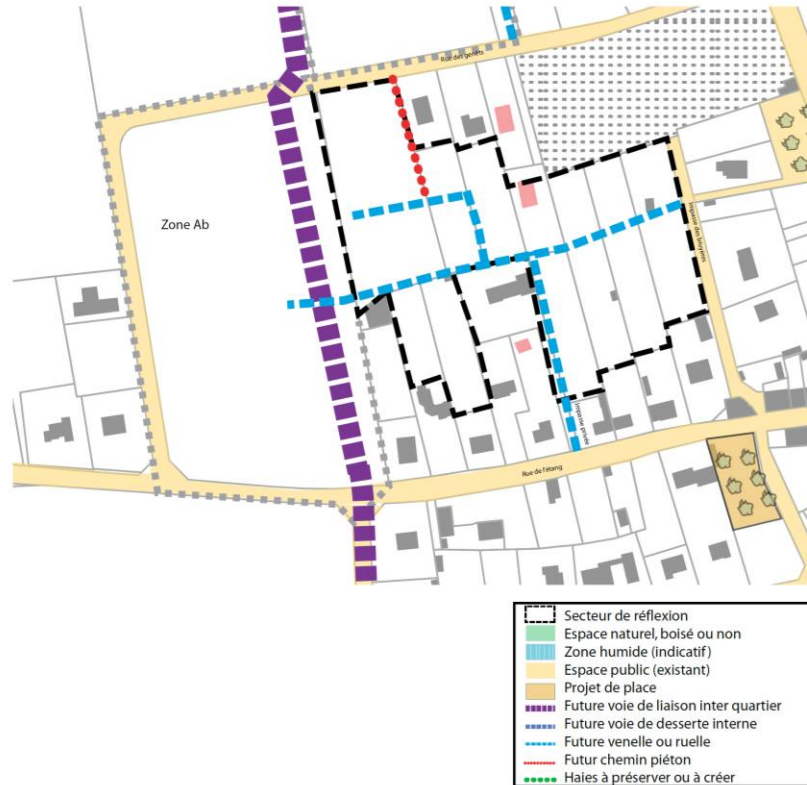 Rue des genêts
Zone Ab
Impasse des bruyères
Impasse privée
Rue de l'étang
Secteur de réflexion
Espace naturel, boisé ou non
Zone humide (indicatif)
Espace public (existant)
Projet de place
Future voie de liaison inter quartier
Future voie de desserte interne
Future venelle ou ruelle
Futur chemin piéton
Haies à préserver ou à créer